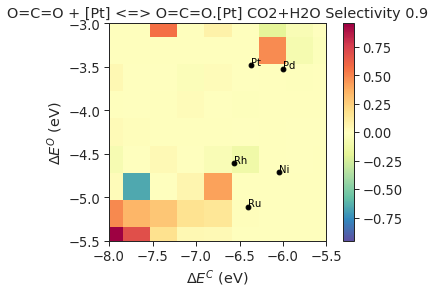 O=C=O + [Pt] <=> O=C=O.[Pt] CO2+H2O Selectivity 0.9
−3.0
−3.5
−4.0
−4.5
−5.0
−5.5
ΔE^O (eV)
Pt
Pd
Rh
Ni
Ru
−8.0 −7.5 −7.0 −6.5 −6.0 −5.5
ΔE^C (eV)
0.75
0.50
0.25
0.00
−0.25
−0.50
−0.75